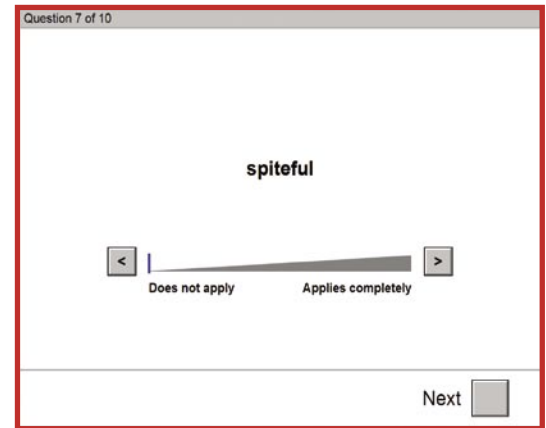 Question 7 of 10
spiteful
< >
Does not apply Applies completely
Next